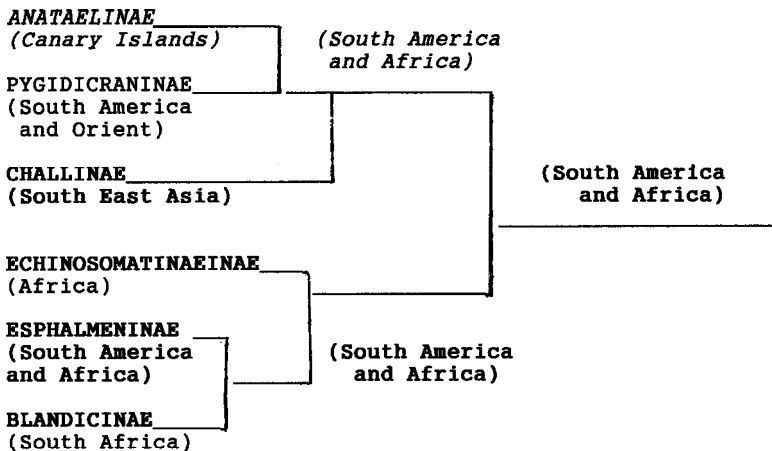 ANATAELINAE
(Canary Islands)
(South America
and Africa)
PYGIDICRANINAE
(South America
and Orient)
CHALLINAE
(South East Asia)
(South America
and Africa)
ECHINOSOMATINAEINAE
(Africa)
ESPHALMENINAE
(South America
and Africa)
(South America
and Africa)
BLANDICINAE
(South Africa)